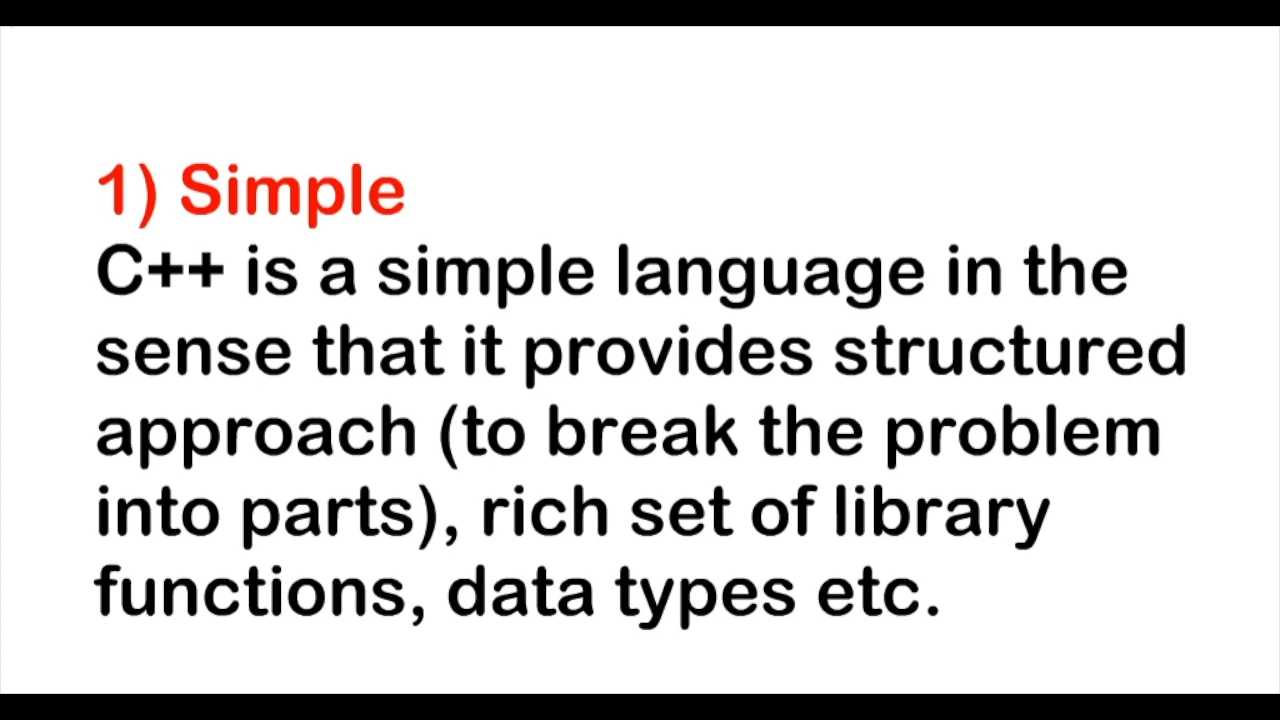 1) Simple
C++ is a simple language in the
sense that it provides structured
approach (to break the problem
into parts), rich set of library
functions, data types etc.